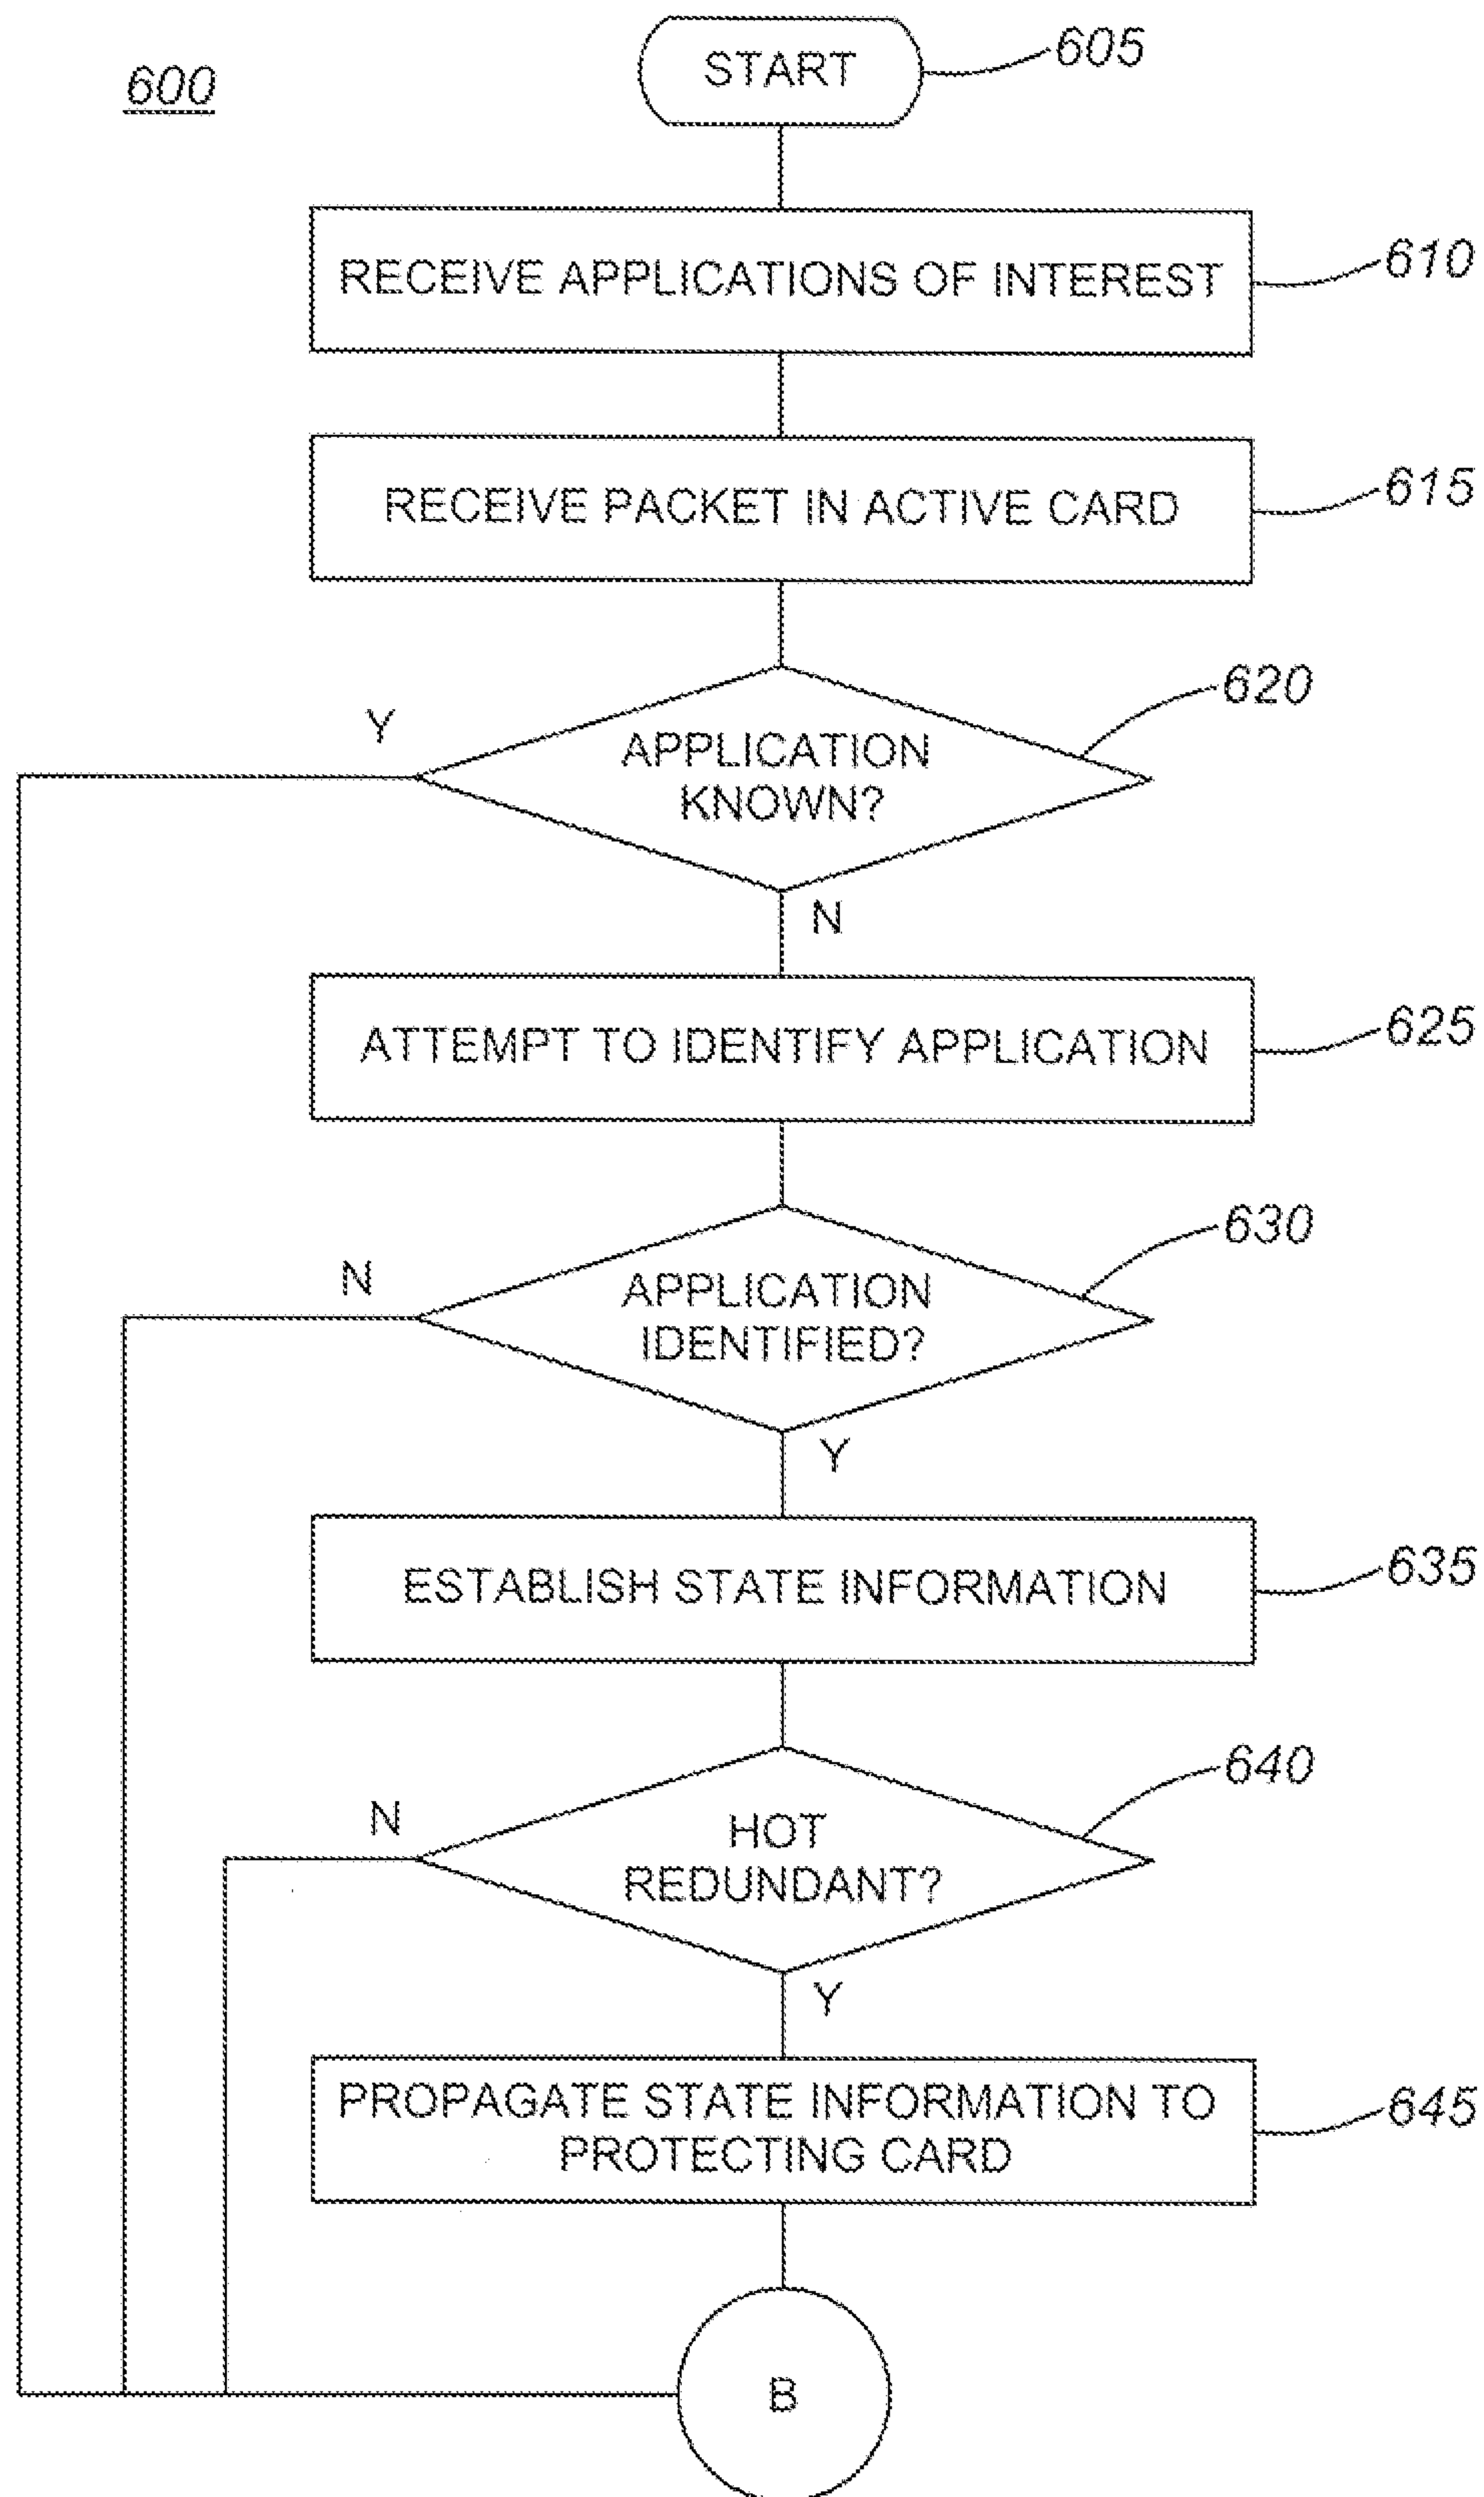 600
START
605
RECEIVE APPLICATIONS OF INTEREST
610
RECEIVE PACKET IN ACTIVE CARD
615
620
Y
APPLICATION
KNOWN?
N
ATTEMPT TO IDENTIFY APPLICATION
625
630
N
APPLICATION
IDENTIFIED?
Y
ESTABLISH STATE INFORMATION
635
640
N
HOT
REDUNDANT?
Y
PROPAGATE STATE INFORMATION TO
PROTECTING CARD
645
B